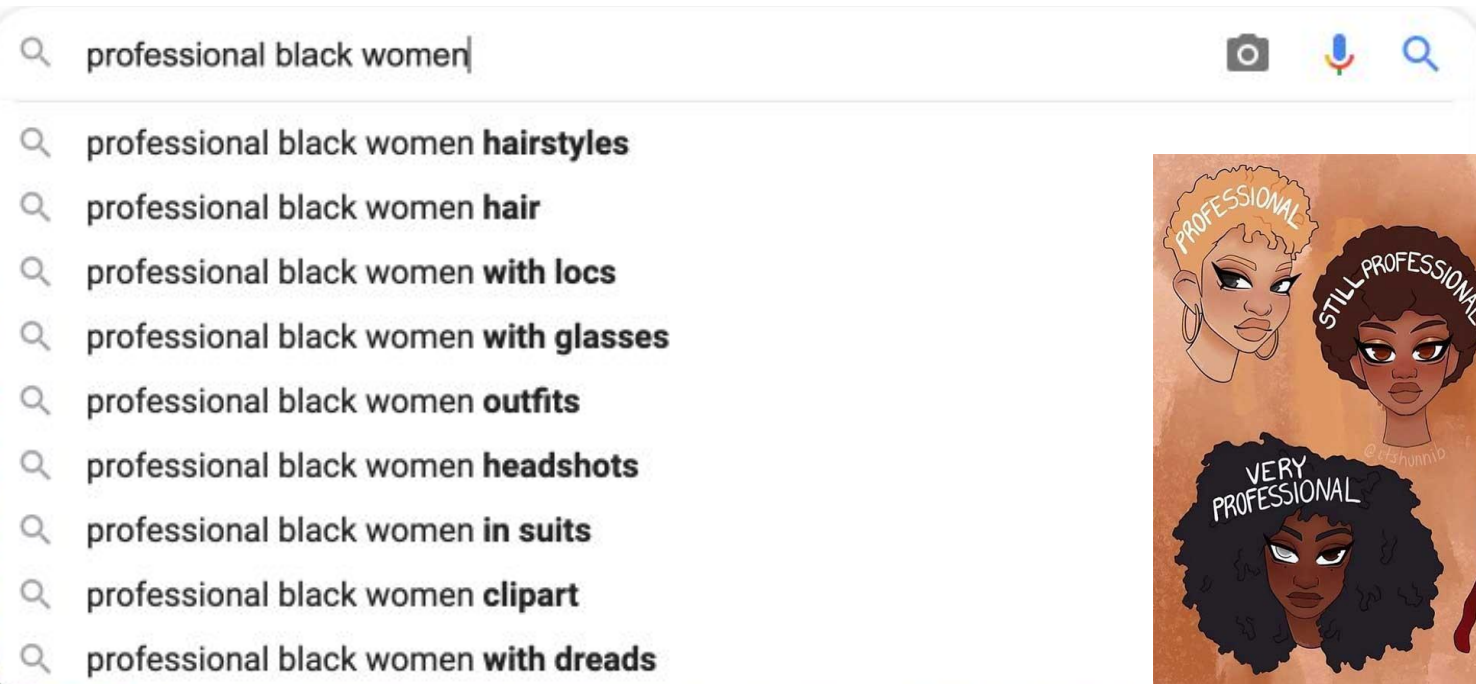 professional black women
professional black women hairstyles
professional black women hair
professional black women with locs
professional black women with glasses
professional black women outfits
professional black women headshots
professional black women in suits
professional black women clipart
professional black women with dreads
PROFESSIONAL
STILL PROFESSIONAL
@itshunnib
VERY
PROFESSIONAL